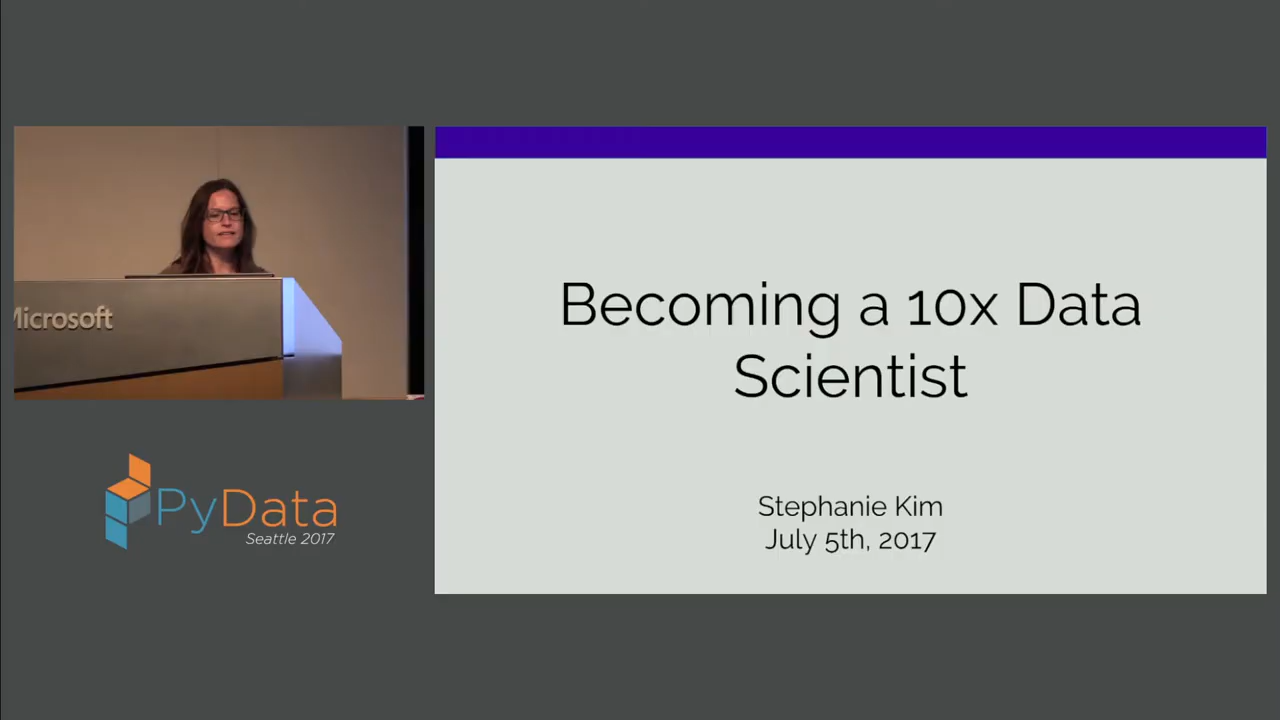 Microsoft
PyData
Seattle 2017
Becoming a 10x Data
Scientist
Stephanie Kim
July 5th, 2017